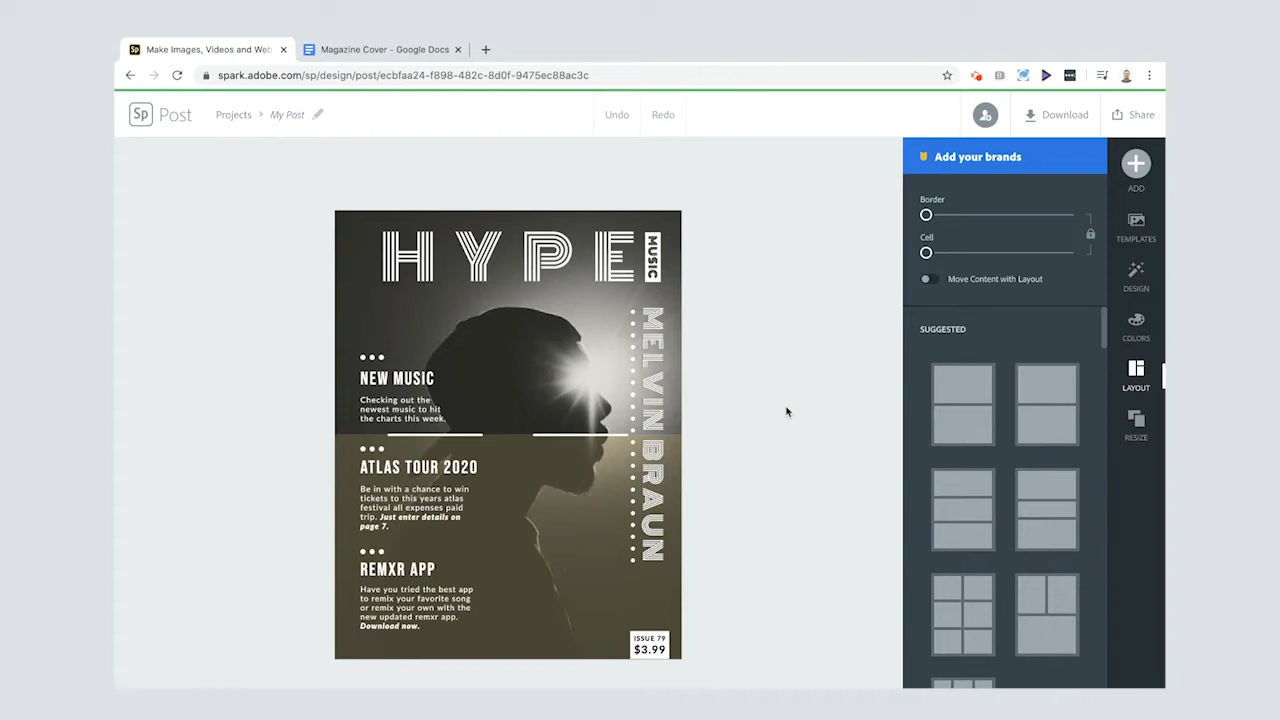 Make Images, Videos and Web
Magazine Cover - Google Docs
spark.adobe.com/sp/design/post/ecbfaa24-f898-482c-8d0f-9475ec88ac3c
Sp Post
Projects > My Post
Undo
Redo
Download
Share
Add your brands
Border
Cell
Move Content with Layout
SUGGESTED
ADD
TEMPLATES
DESIGN
COLORS
LAYOUT
RESIZE
HYPE
MUSIC
MELVIN BRAUN
NEW MUSIC
Checking out the
newest music to hit
the charts this week.
ATLAS TOUR 2020
Be in with a chance to win
tickets to this years atlas
festival all expenses paid
trip. Just enter details on
page 7.
REMXR APP
Have you tried the best app
to remix your favorite song
or remix your own with the
new updated remxr app.
Download now.
ISSUE 79
$3.99